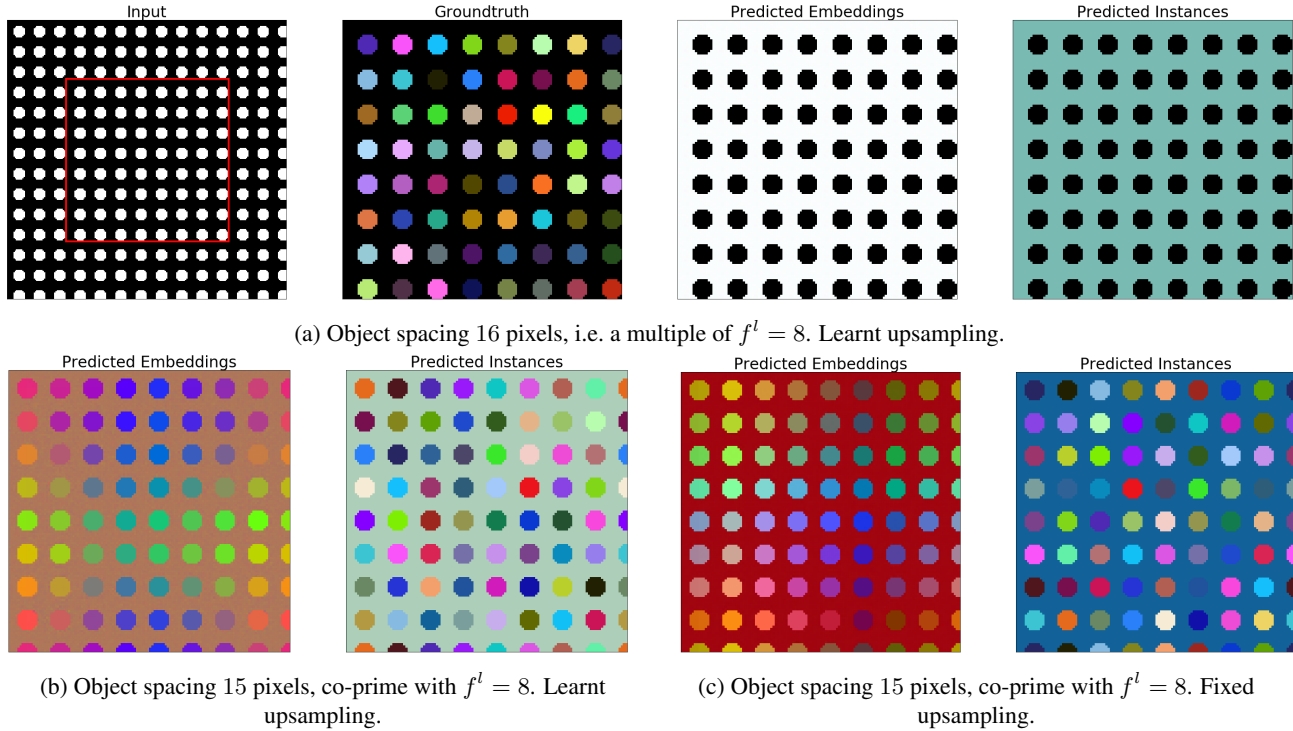 Input
Groundtruth
Predicted Embeddings
Predicted Instances
(a) Object spacing 16 pixels, i.e. a multiple of f^l = 8. Learnt upsampling.
Predicted Embeddings
Predicted Instances
Predicted Embeddings
Predicted Instances
(b) Object spacing 15 pixels, co-prime with f^l = 8. Learnt
upsampling.
(c) Object spacing 15 pixels, co-prime with f^l = 8. Fixed
upsampling.